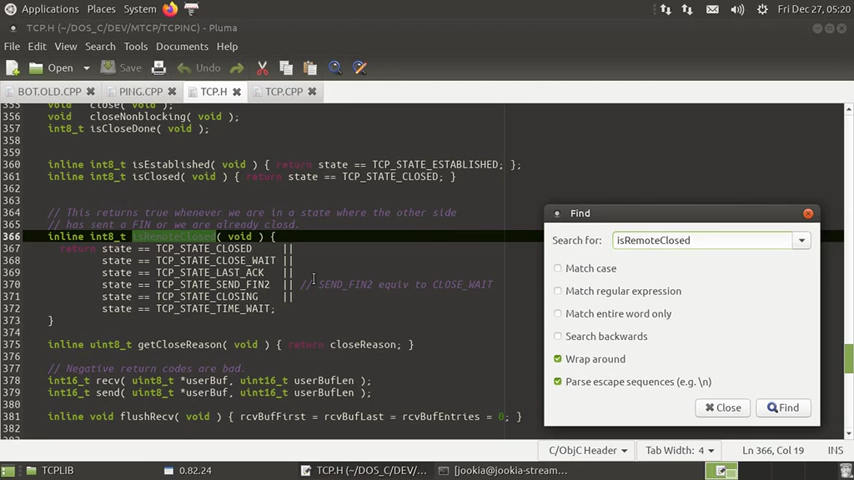 Applications Places System Fri Dec 27, 05:20
TCP.H (~/DOS_C/DEV/MTCP/TCPINC) - Pluma
File Edit View Search Tools Documents Help
Open Save Undo
BOT.OLD.CPP PING.CPP TCP.H TCP.CPP
355 void close( void );
356 void closeNonblocking( void );
357 int8_t isCloseDone( void );
358
359
360 inline int8_t isEstablished( void ) { return state == TCP_STATE_ESTABLISHED; };
361 inline int8_t isClosed( void ) { return state == TCP_STATE_CLOSED; }
362
363
364 // This returns true whenever we are in a state where the other side
365 // has sent a FIN or we are already closd.
366 inline int8_t isRemoteClosed( void ) {
367 return state == TCP_STATE_CLOSED ||
368 state == TCP_STATE_CLOSE_WAIT ||
369 state == TCP_STATE_LAST_ACK ||
370 state == TCP_STATE_SEND_FIN2 || // SEND_FIN2 equiv to CLOSE_WAIT
371 state == TCP_STATE_CLOSING ||
372 state == TCP_STATE_TIME_WAIT;
373 }
374
375 inline uint8_t getCloseReason( void ) { return closeReason; }
376
377 // Negative return codes are bad.
378 int16_t recv( uint8_t *userBuf, uint16_t userBufLen );
379 int16_t send( uint8_t *userBuf, uint16_t userBufLen );
380
381 inline void flushRecv( void ) { rcvBufFirst = rcvBufLast = rcvBufEntries = 0; }
382
Find
Search for: isRemoteClosed
Match case
Match regular expression
Match entire word only
Search backwards
Wrap around
Parse escape sequences (e.g. \n)
Close Find
C/ObjC Header Tab Width: 4 Ln 366, Col 19 INS
TCPLIB 0.82.24 TCP.H (~/DOS_C/DEV/... [jookia@jookia-stream...